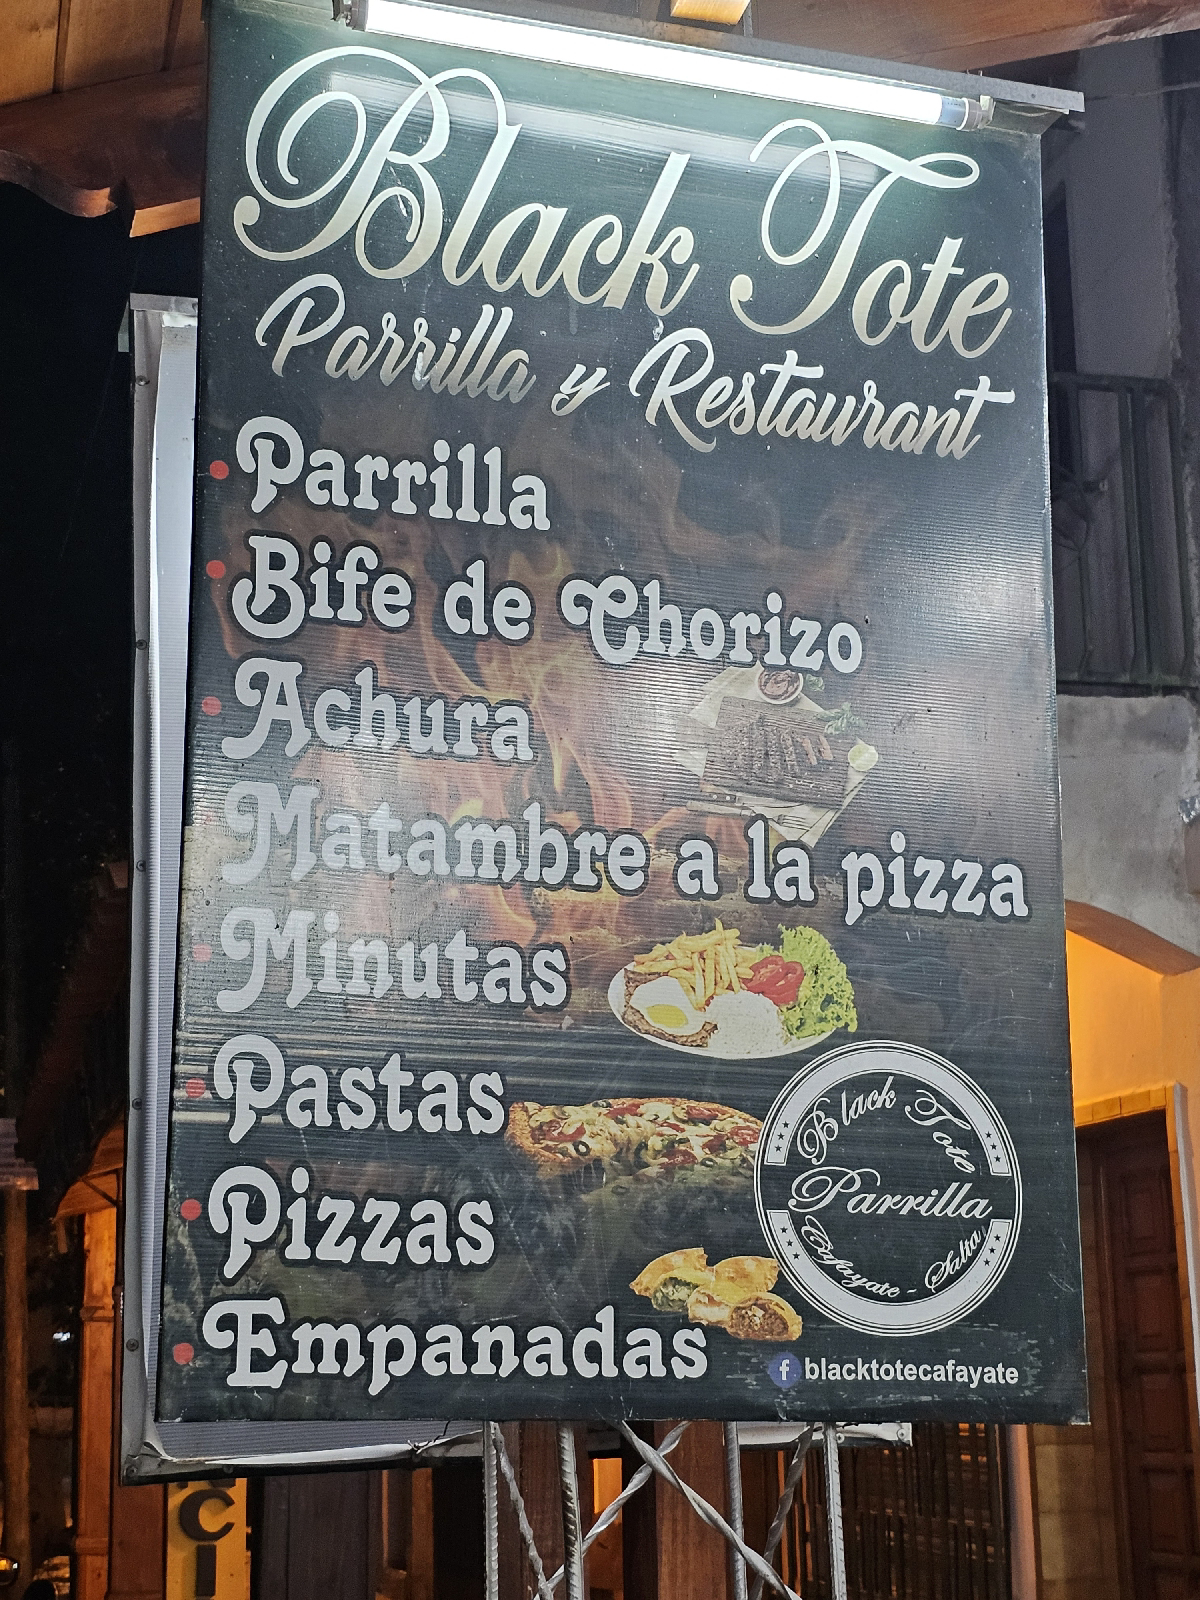 Black Tote
Parrilla y Restaurant
Parrilla
Bife de Chorizo
Achura
Matambre a la pizza
Minutas
Pastas
Pizzas
Empanadas
Black Tote
Parrilla
Cafayate - Salta
f blacktotecafayate
C
I